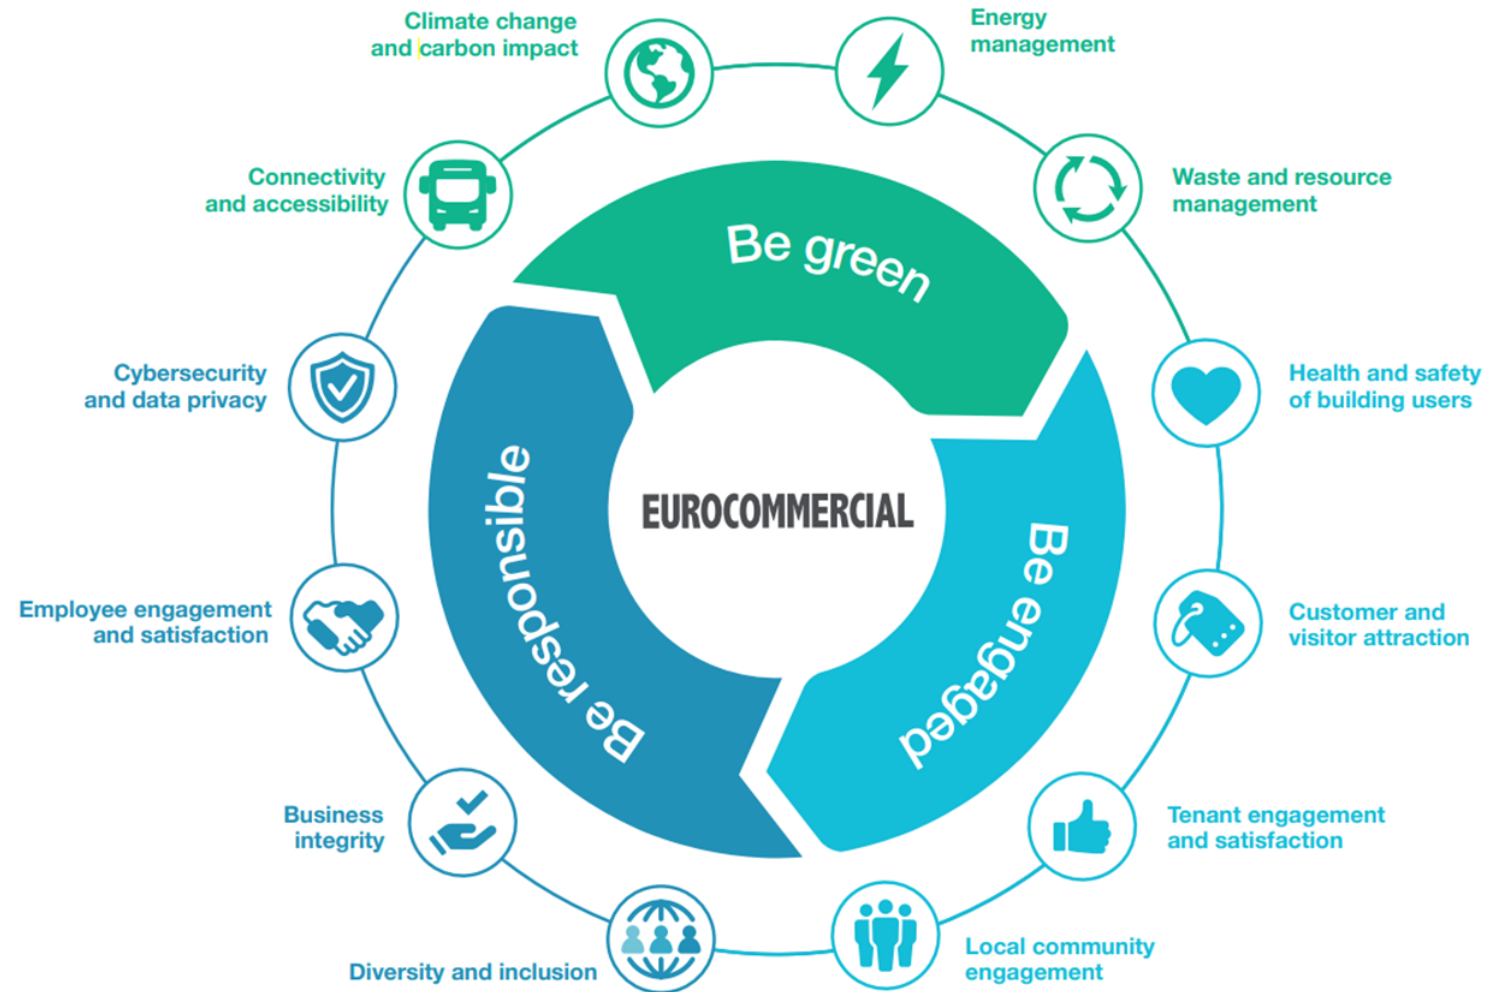 Climate change
and carbon impact
Energy
management
Connectivity
and accessibility
Waste and resource
management
Be green
Cybersecurity
and data privacy
Health and safety
of building users
EUROCOMMERCIAL
Be responsible
Be engaged
Employee engagement
and satisfaction
Customer and
visitor attraction
Business
integrity
Tenant engagement
and satisfaction
Diversity and inclusion
Local community
engagement